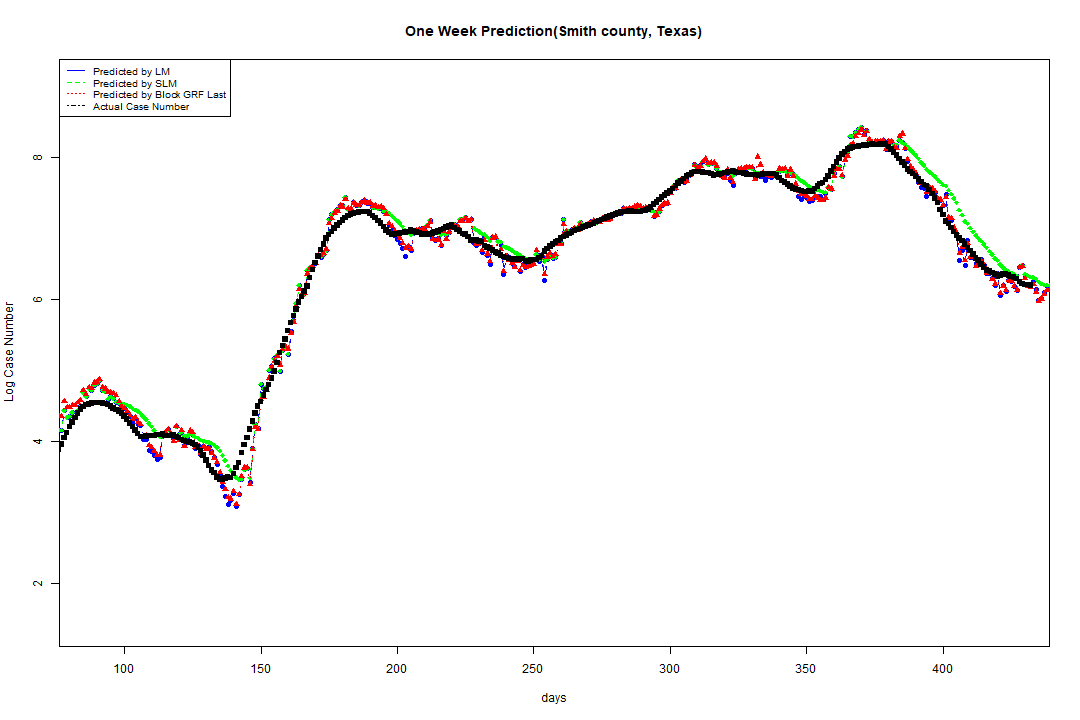 One Week Prediction(Smith county, Texas)
Predicted by LM
Predicted by SLM
Predicted by Block GRF Last
Actual Case Number
8
6
4
2
Log Case Number
100 150 200 250 300 350 400
days